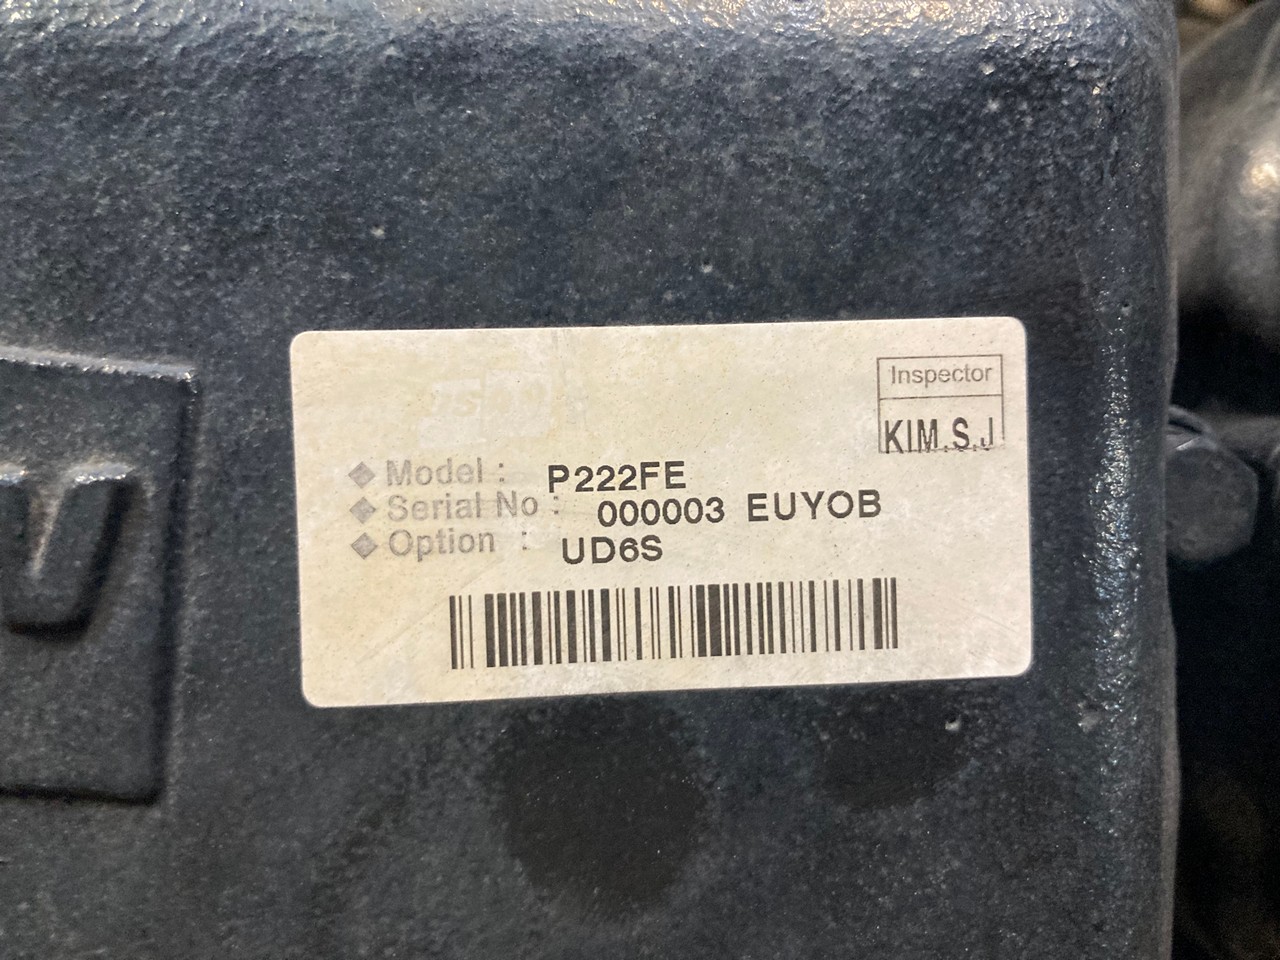 Inspector
KIM.S.J
Model : P222FE
Serial No : 000003 EUYOB
Option : UD6S